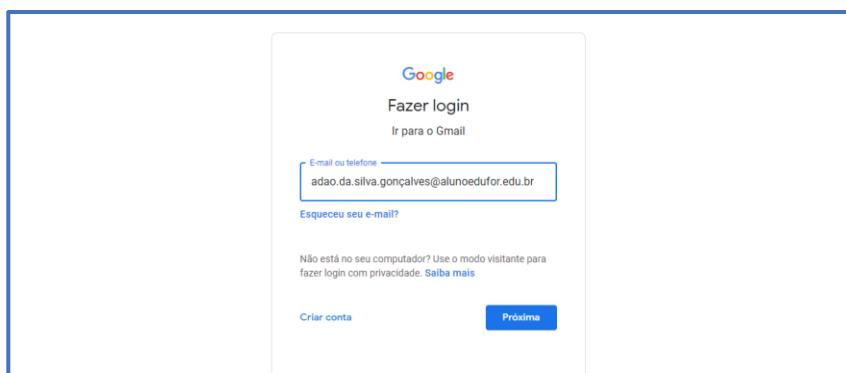 Google
Fazer login
Ir para o Gmail
E-mail ou telefone
adao.da.silva.gonçalves@alunoedufor.edu.br
Esqueceu seu e-mail?
Não está no seu computador? Use o modo visitante para
fazer login com privacidade. Saiba mais
Criar conta
Próxima